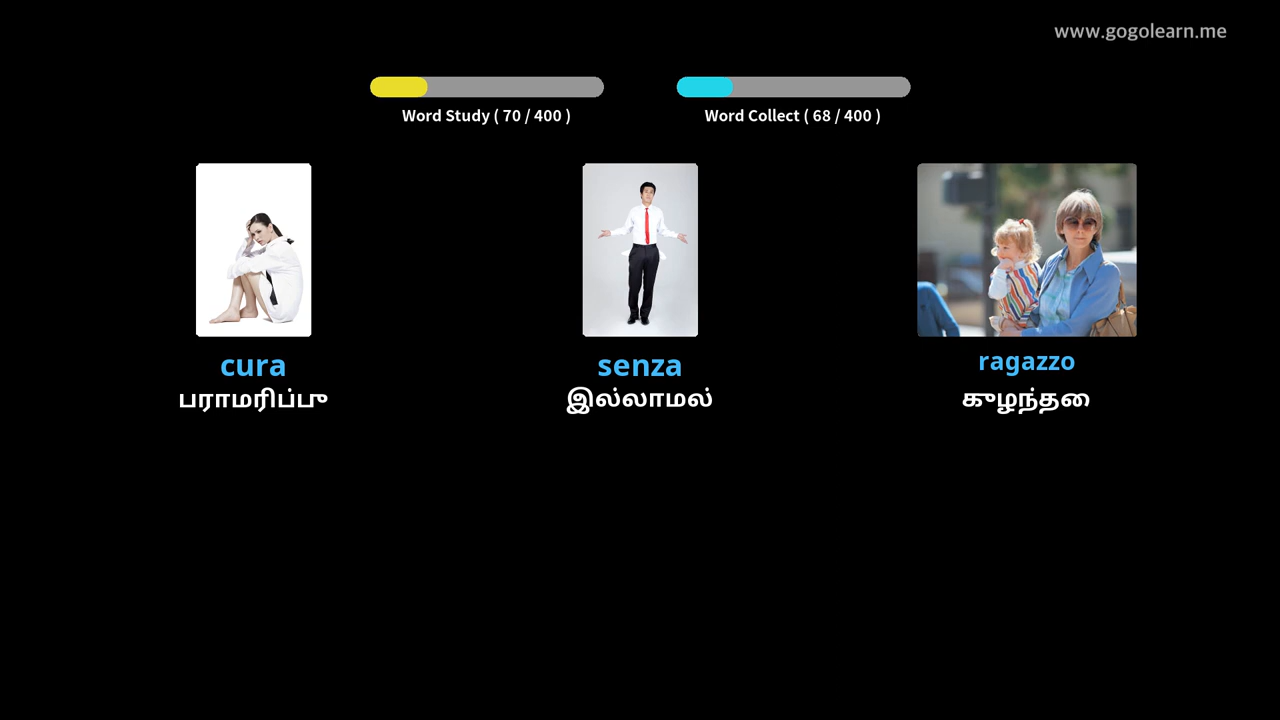 www.gogolearn.me
Word Study ( 70 / 400 )
Word Collect ( 68 / 400 )
cura
பராமரிப்பு
senza
இல்லாமல்
ragazzo
குழந்தை